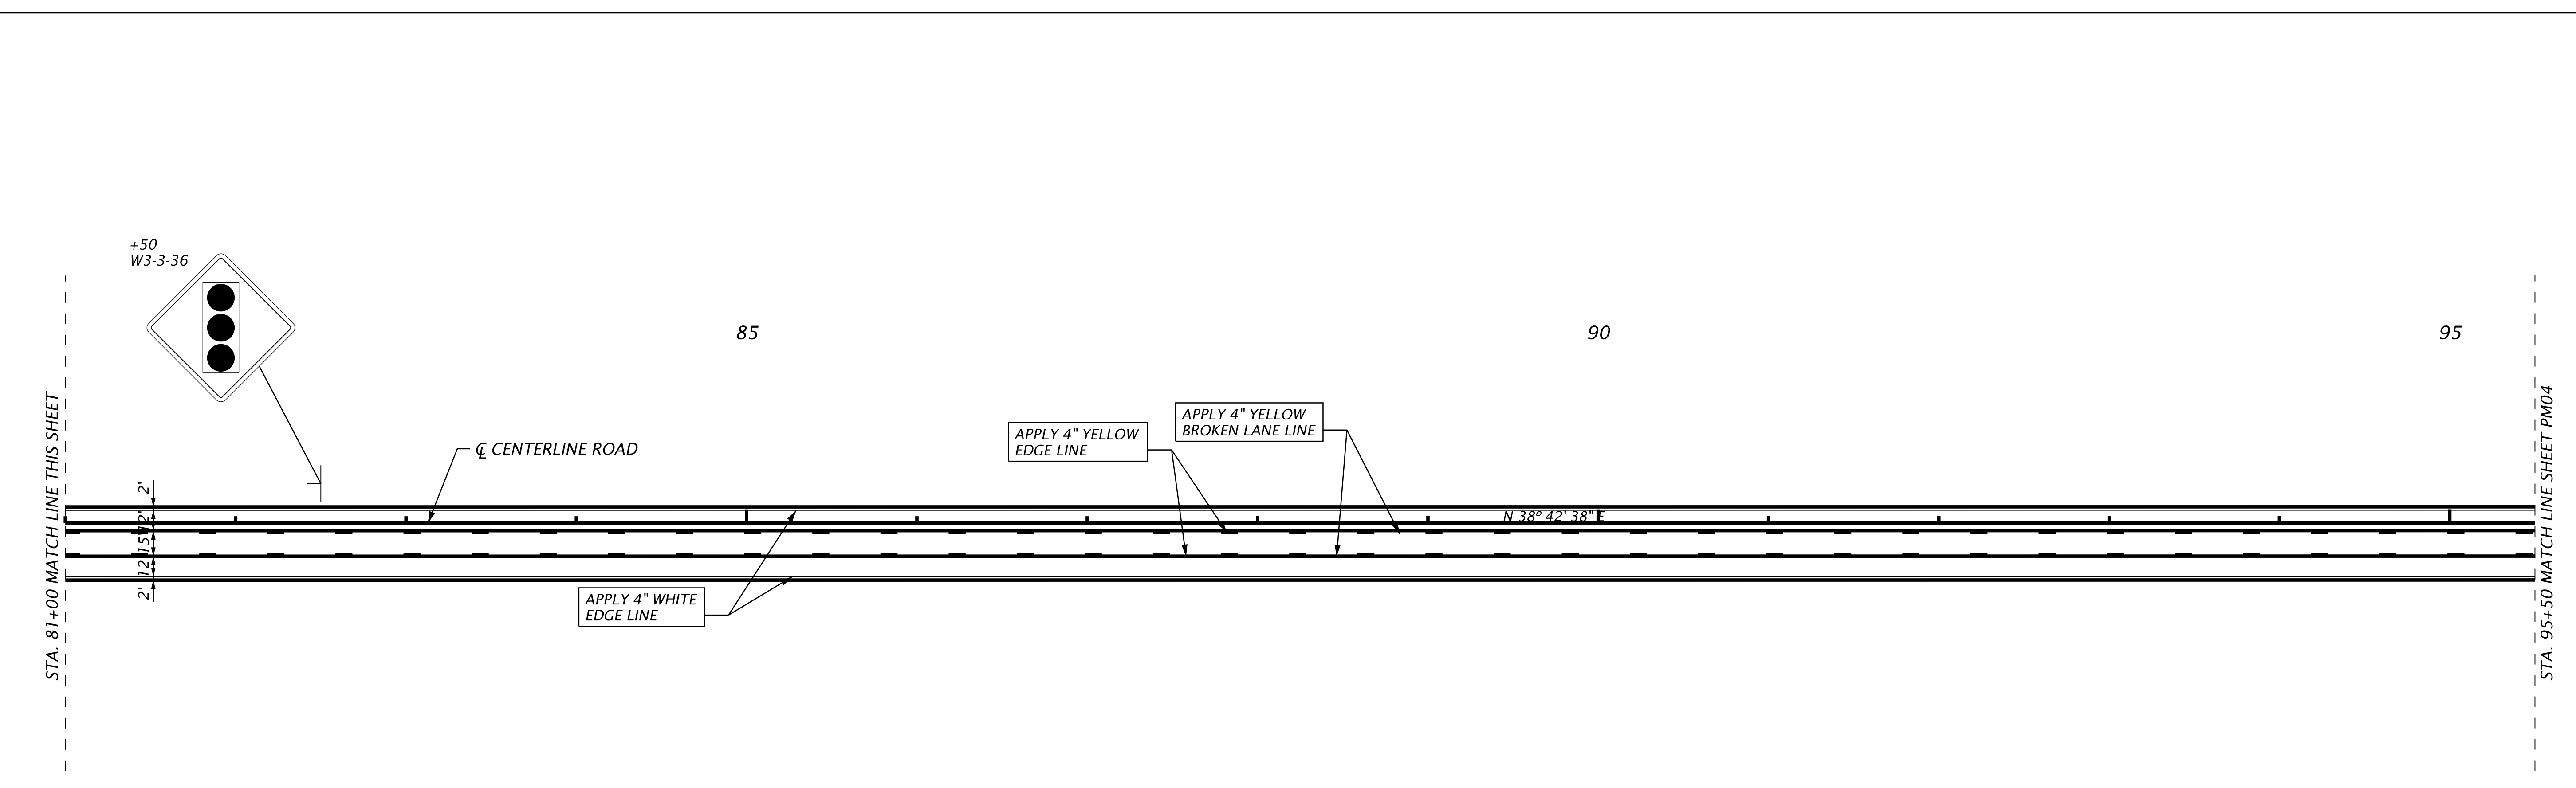 +50
W3-3-36
85
90
95
STA. 81+00 MATCH LINE THIS SHEET
STA. 95+50 MATCH LINE SHEET PM04
℄ CENTERLINE ROAD
APPLY 4" YELLOW
EDGE LINE
APPLY 4" YELLOW
BROKEN LANE LINE
N 38° 42' 38" E
2'
12'
15'
12'
2'
APPLY 4" WHITE
EDGE LINE